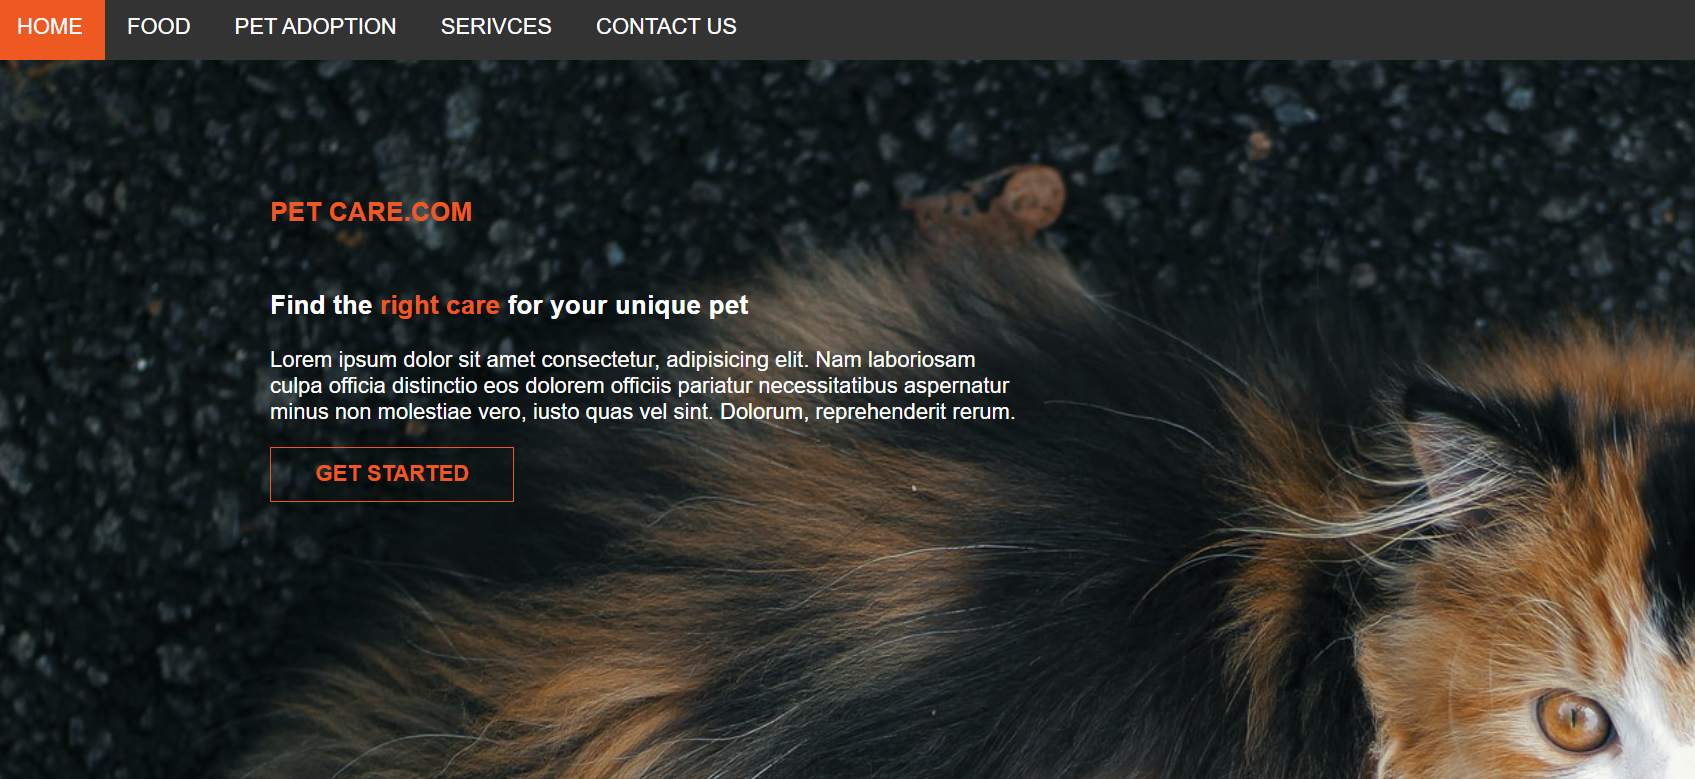 HOME FOOD PET ADOPTION SERIVCES CONTACT US
PET CARE.COM
Find the right care for your unique pet
Lorem ipsum dolor sit amet consectetur, adipisicing elit. Nam laboriosam
culpa officia distinctio eos dolorem officiis pariatur necessitatibus aspernatur
minus non molestiae vero, iusto quas vel sint. Dolorum, reprehenderit rerum.
GET STARTED